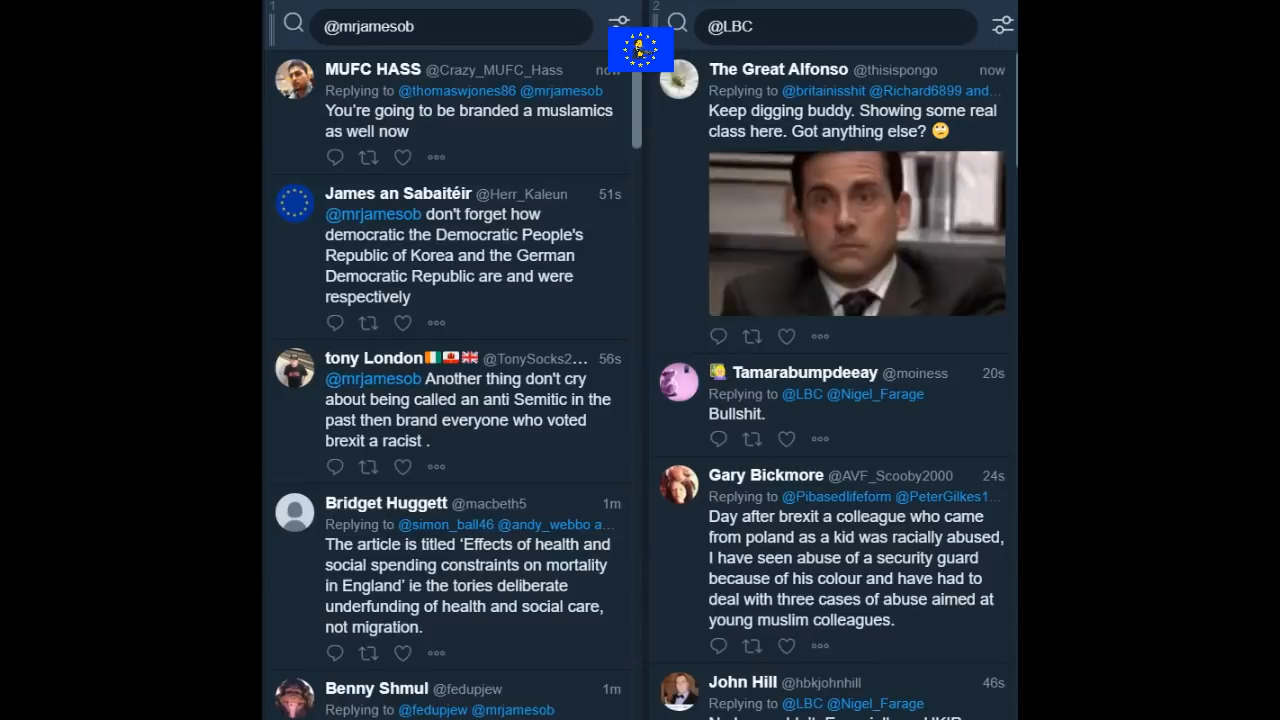 1
@mrjamesob
MUFC HASS @Crazy_MUFC_Hass now
Replying to @thomaswjones86 @mrjamesob
You're going to be branded a muslamics
as well now
James an Sabaitéir @Herr_Kaleun 51s
@mrjamesob don't forget how
democratic the Democratic People's
Republic of Korea and the German
Democratic Republic are and were
respectively
tony London @TonySocks2... 56s
@mrjamesob Another thing don't cry
about being called an anti Semitic in the
past then brand everyone who voted
brexit a racist .
Bridget Huggett @macbeth5 1m
Replying to @simon_ball46 @andy_webbo a...
The article is titled 'Effects of health and
social spending constraints on mortality
in England' ie the tories deliberate
underfunding of health and social care,
not migration.
Benny Shmul @fedupjew 1m
Replying to @fedupjew @mrjamesob
2
@LBC
The Great Alfonso @thisispongo now
Replying to @britainisshit @Richard6899 and...
Keep digging buddy. Showing some real
class here. Got anything else?
Tamarabumpdeeay @moiness 20s
Replying to @LBC @Nigel_Farage
Bullshit.
Gary Bickmore @AVF_Scooby2000 24s
Replying to @Pibasedlifeform @PeterGilkes1...
Day after brexit a colleague who came
from poland as a kid was racially abused,
I have seen abuse of a security guard
because of his colour and have had to
deal with three cases of abuse aimed at
young muslim colleagues.
John Hill @hbkjohnhill 46s
Replying to @LBC @Nigel_Farage